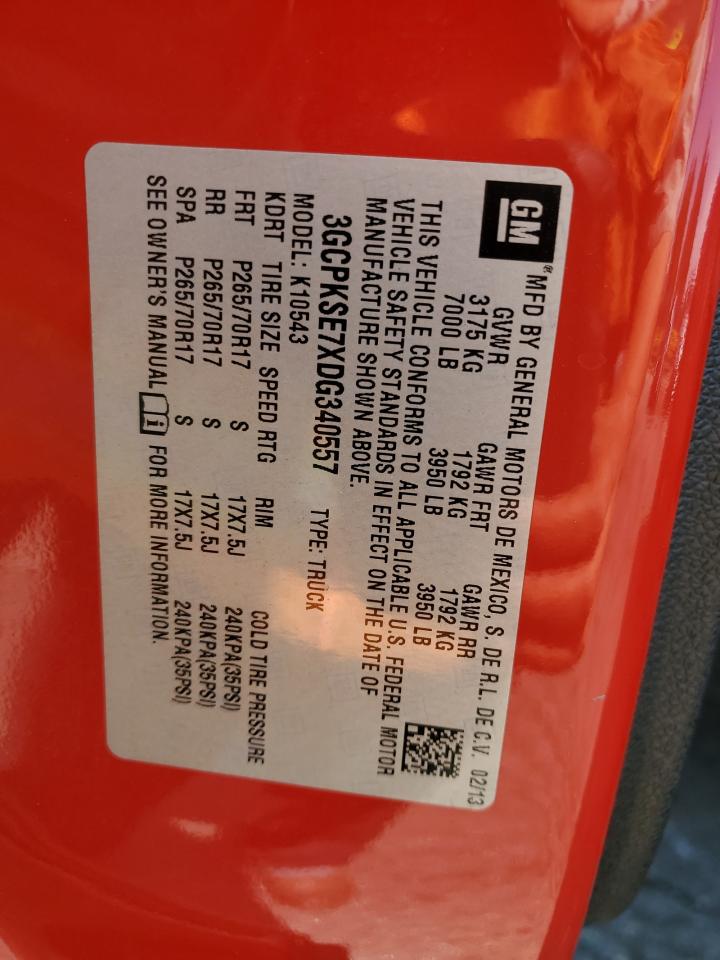 GM® MFD BY GENERAL MOTORS DE MEXICO, S. DE R.L. DE C.V. 02/13
GVWR GAWR FRT GAWR RR
3175 KG 1792 KG 1792 KG
7000 LB 3950 LB 3950 LB
THIS VEHICLE CONFORMS TO ALL APPLICABLE U.S. FEDERAL MOTOR
VEHICLE SAFETY STANDARDS IN EFFECT ON THE DATE OF
MANUFACTURE SHOWN ABOVE.
3GCPKSE7XDG340557 TYPE: TRUCK
MODEL: K10543
KDRT TIRE SIZE SPEED RTG RIM COLD TIRE PRESSURE
FRT P265/70R17 S 17X7.5J 240KPA(35PSI)
RR P265/70R17 S 17X7.5J 240KPA(35PSI)
SPA P265/70R17 S 17X7.5J 240KPA(35PSI)
SEE OWNER'S MANUAL i FOR MORE INFORMATION.